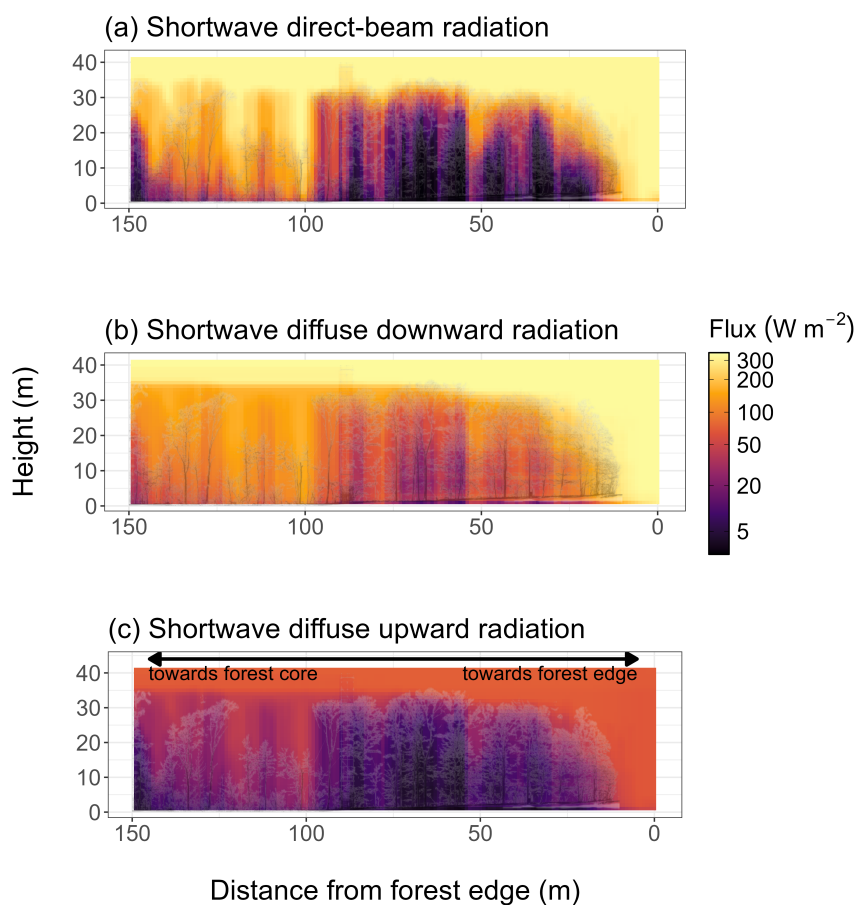 (a) Shortwave direct-beam radiation
40
30
20
10
0
150 100 50 0
(b) Shortwave diffuse downward radiation
40
30
20
10
0
150 100 50 0
Height (m)
Flux (W m⁻²)
300
200
100
50
20
5
(c) Shortwave diffuse upward radiation
towards forest core towards forest edge
40
30
20
10
0
150 100 50 0
Distance from forest edge (m)